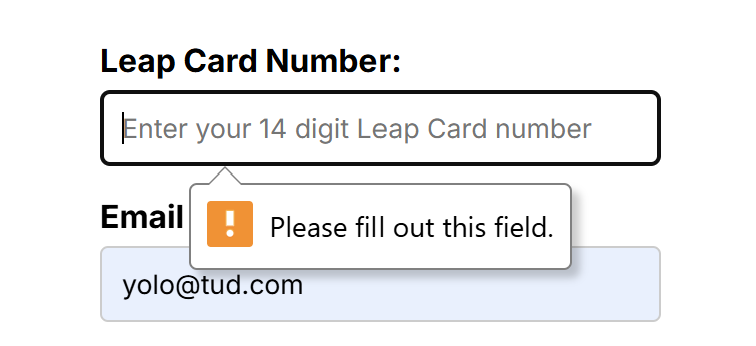 Leap Card Number:
Enter your 14 digit Leap Card number
Please fill out this field.
Email
yolo@tud.com